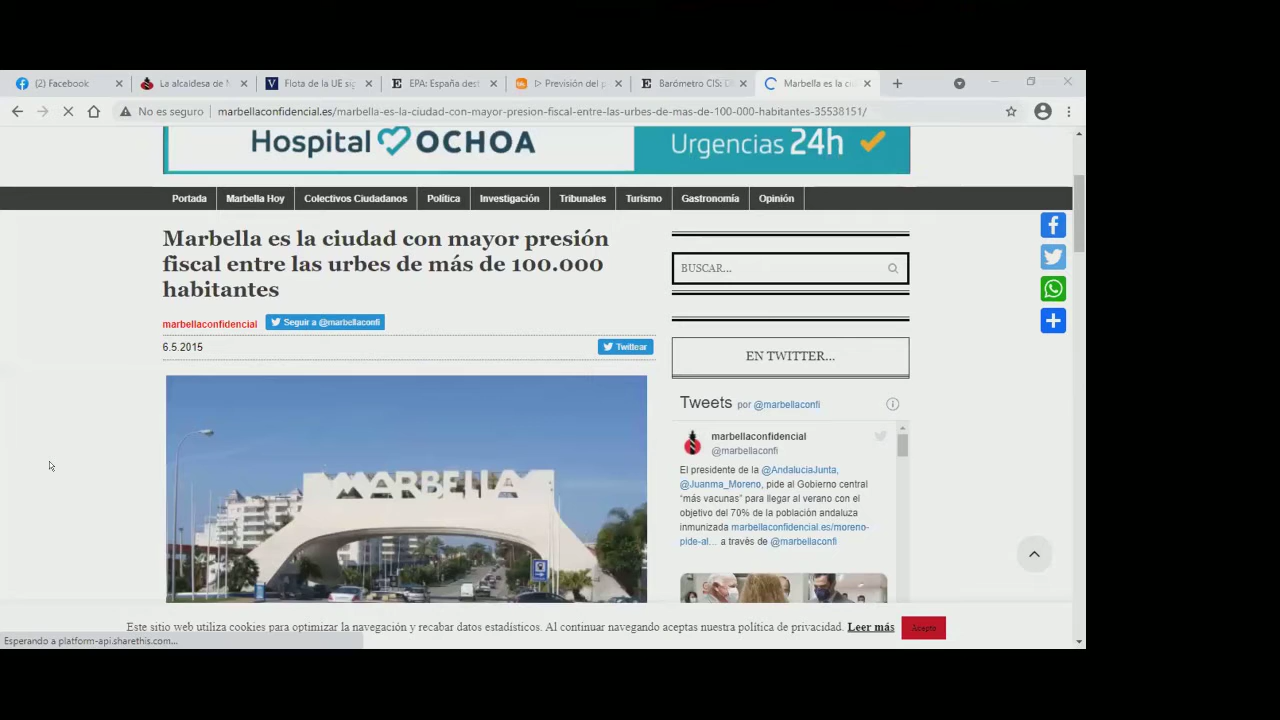 (2) Facebook
La alcaldesa de M
Flota de la UE sig
EPA: España dest
▷ Previsión del p
Barómetro CIS: D
Marbella es la ciu
No es seguro
marbellaconfidencial.es/marbella-es-la-ciudad-con-mayor-presion-fiscal-entre-las-urbes-de-mas-de-100-000-habitantes-35538151/
Hospital OCHOA
Urgencias 24h
Portada
Marbella Hoy
Colectivos Ciudadanos
Política
Investigación
Tribunales
Turismo
Gastronomía
Opinión
Marbella es la ciudad con mayor presión
fiscal entre las urbes de más de 100.000
habitantes
marbellaconfidencial
Seguir a @marbellaconfi
6.5.2015
Twittear
MARBELLA
BUSCAR...
EN TWITTER...
Tweets por @marbellaconfi
marbellaconfidencial
@marbellaconfi
El presidente de la @AndaluciaJunta,
@Juanma_Moreno, pide al Gobierno central
“más vacunas” para llegar al verano con el
objetivo del 70% de la población andaluza
inmunizada marbellaconfidencial.es/moreno-
pide-al... a través de @marbellaconfi
Este sitio web utiliza cookies para optimizar la navegación y recabar datos estadísticos. Al continuar navegando aceptas nuestra política de privacidad. Leer más
Acepto
Esperando a platform-api.sharethis.com...